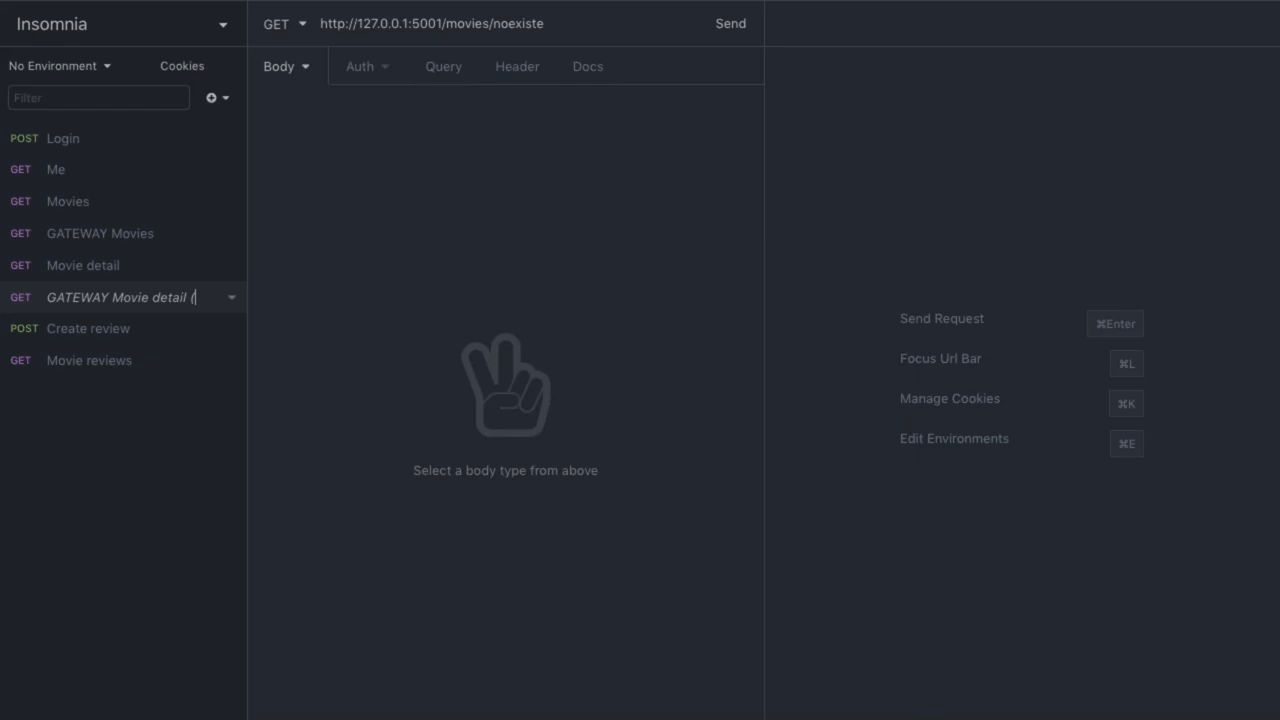 Insomnia
GET http://127.0.0.1:5001/movies/noexiste Send
No Environment Cookies
Body Auth Query Header Docs
Filter
POST Login
GET Me
GET Movies
GET GATEWAY Movies
GET Movie detail
GET GATEWAY Movie detail (
POST Create review
GET Movie reviews
Select a body type from above
Send Request ⌘Enter
Focus Url Bar ⌘L
Manage Cookies ⌘K
Edit Environments ⌘E